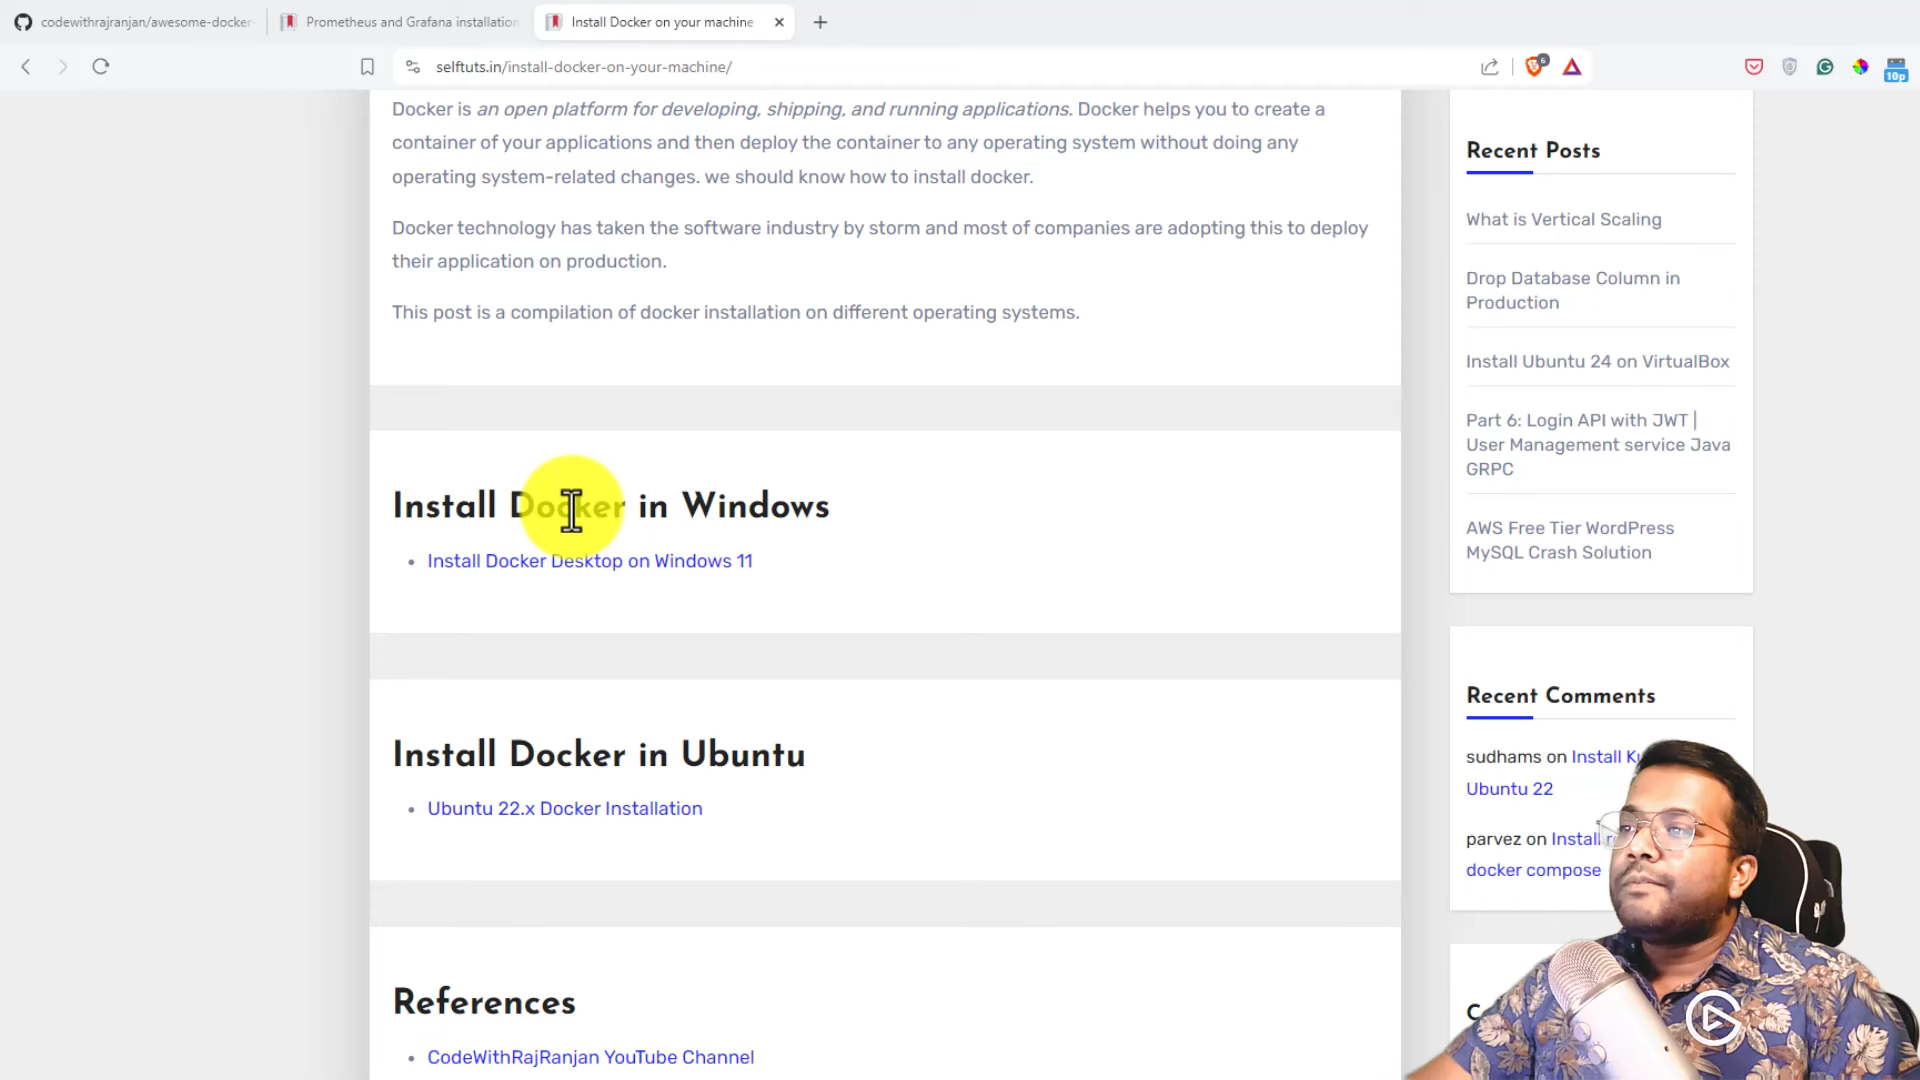 codewithrajranjan/awesome-docker-
Prometheus and Grafana installation
Install Docker on your machine
selftuts.in/install-docker-on-your-machine/
6
10p
Docker is an open platform for developing, shipping, and running applications. Docker helps you to create a
container of your applications and then deploy the container to any operating system without doing any
operating system-related changes. we should know how to install docker.
Docker technology has taken the software industry by storm and most of companies are adopting this to deploy
their application on production.
This post is a compilation of docker installation on different operating systems.
Install Docker in Windows
Install Docker Desktop on Windows 11
Install Docker in Ubuntu
Ubuntu 22.x Docker Installation
References
CodeWithRajRanjan YouTube Channel
Recent Posts
What is Vertical Scaling
Drop Database Column in
Production
Install Ubuntu 24 on VirtualBox
Part 6: Login API with JWT |
User Management service Java
GRPC
AWS Free Tier WordPress
MySQL Crash Solution
Recent Comments
sudhams on Install
Ubuntu 22
parvez on Install
docker compose